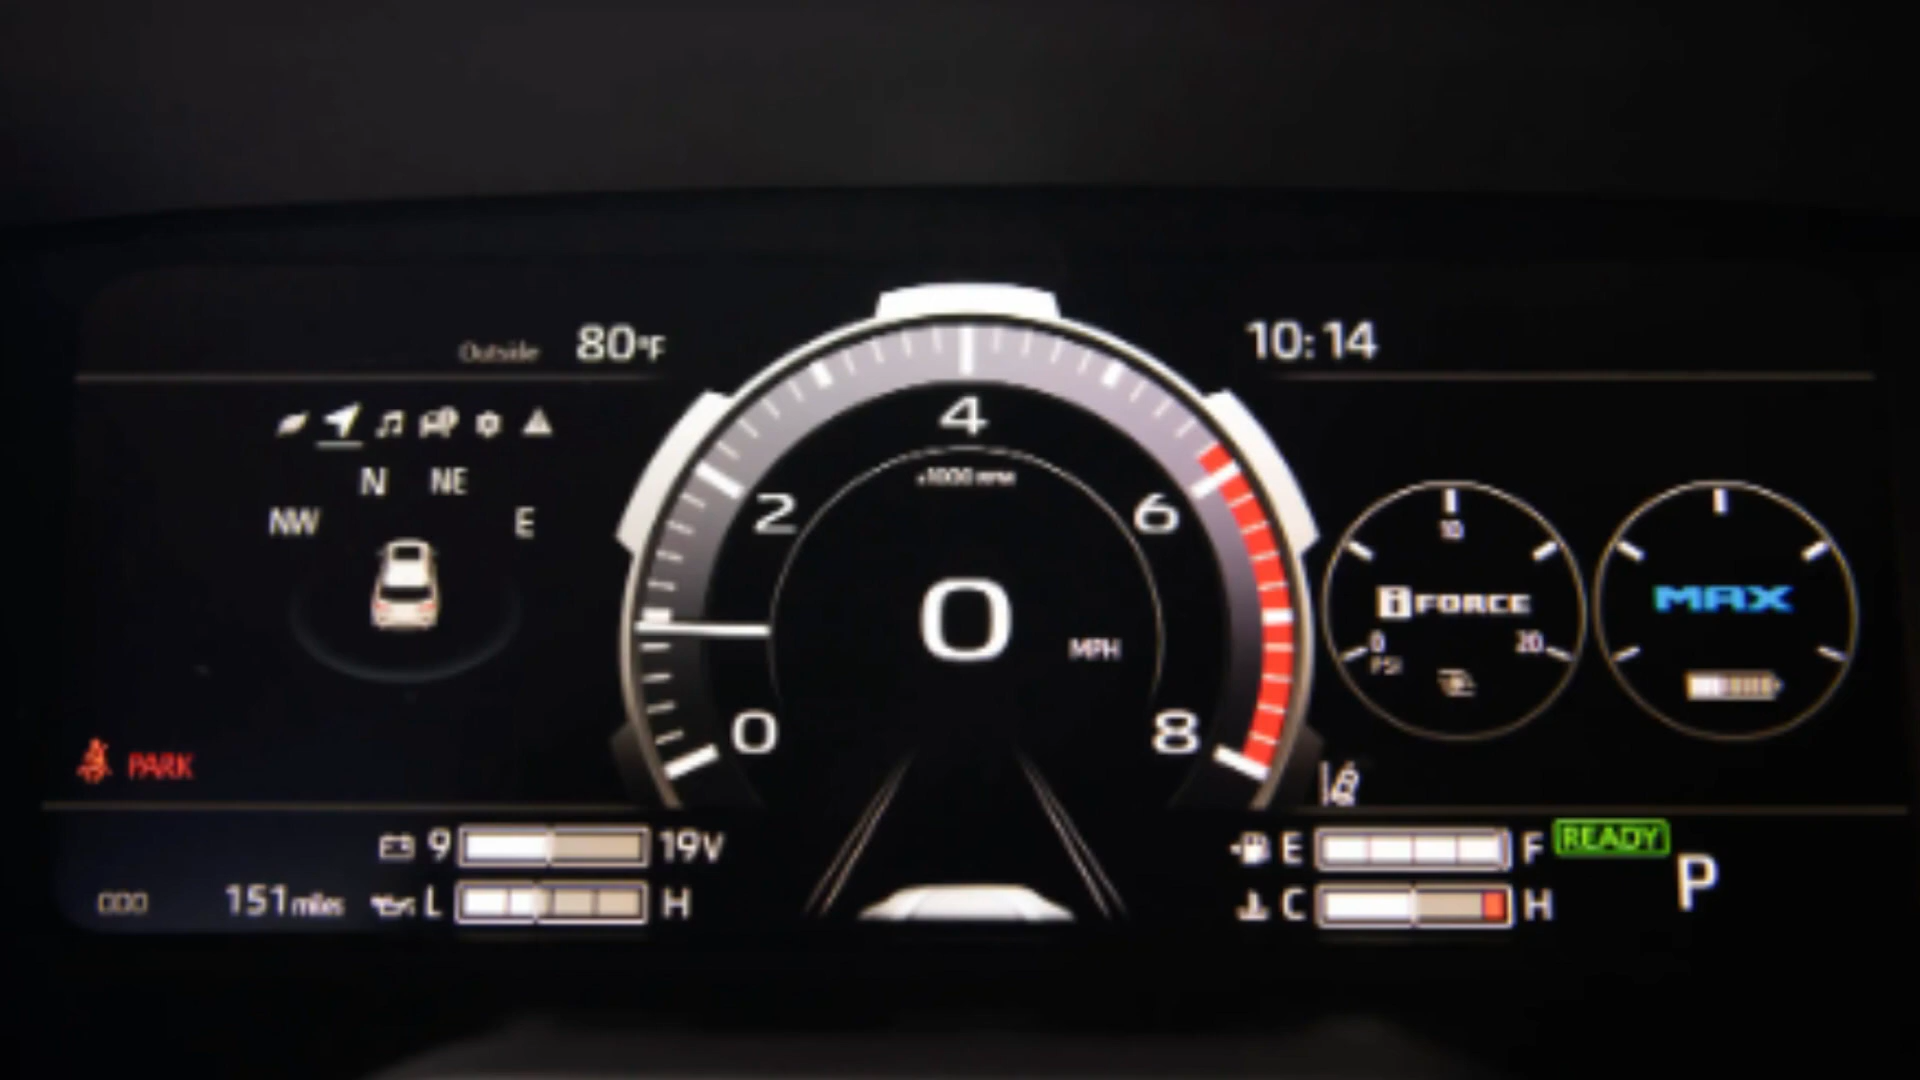 Outside 80°F
10:14
N NE
NW E
4
x1000 rpm
2 6
0 MPH
0 8
10
iFORCE
0 20
PSI
MAX
PARK
9 19V
E F READY
P
ODO 151 miles
L H
C H